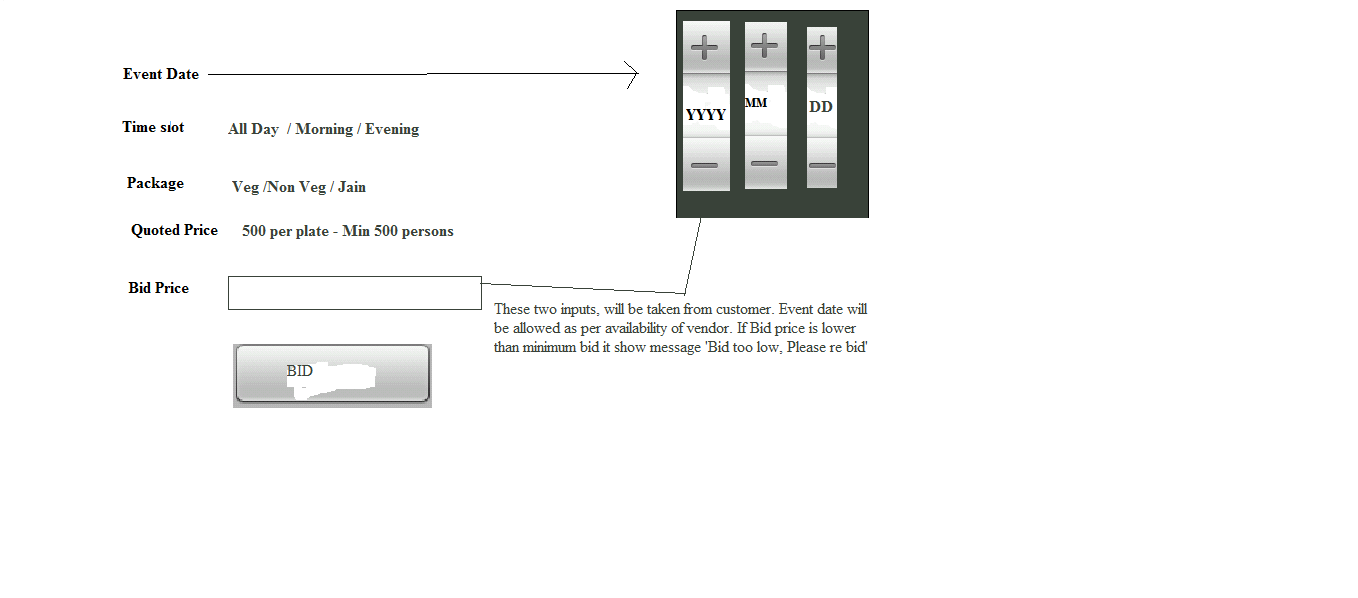 Event Date
YYYY
MM
DD
Time slot
All Day / Morning / Evening
Package
Veg /Non Veg / Jain
Quoted Price
500 per plate - Min 500 persons
Bid Price
These two inputs, will be taken from customer. Event date will
be allowed as per availability of vendor. If Bid price is lower
than minimum bid it show message 'Bid too low, Please re bid'
BID